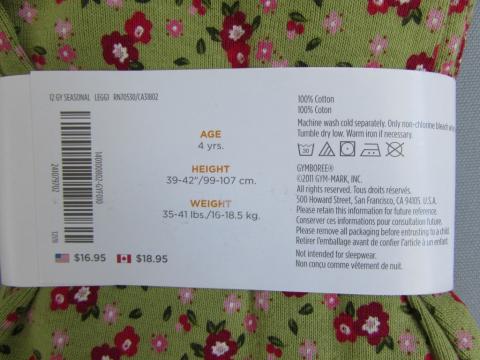 12 GY SEASONAL LEGGI RN70530/CA31802
140109802-G9F000
1219
AGE
4 yrs.
HEIGHT
39-42"/99-107 cm.
WEIGHT
35-41 lbs./16-18.5 kg.
$16.95 $18.95
100% Cotton
100% Coton
Machine wash cold separately. Only non-chlorine bleach
Tumble dry low. Warm iron if necessary.
30
GYMBOREE®
©2011 GYM-MARK, INC.
All rights reserved. Tous droits réservés.
500 Howard Street, San Francisco, CA 94105. U.S.A.
Please retain this information for future reference.
Conserver ces informations pour consultation future.
Please remove all packaging before entrusting to a child.
Retirer l'emballage avant de confier l'article à un enfant.
Not intended for sleepwear.
Non conçu comme vêtement de nuit.